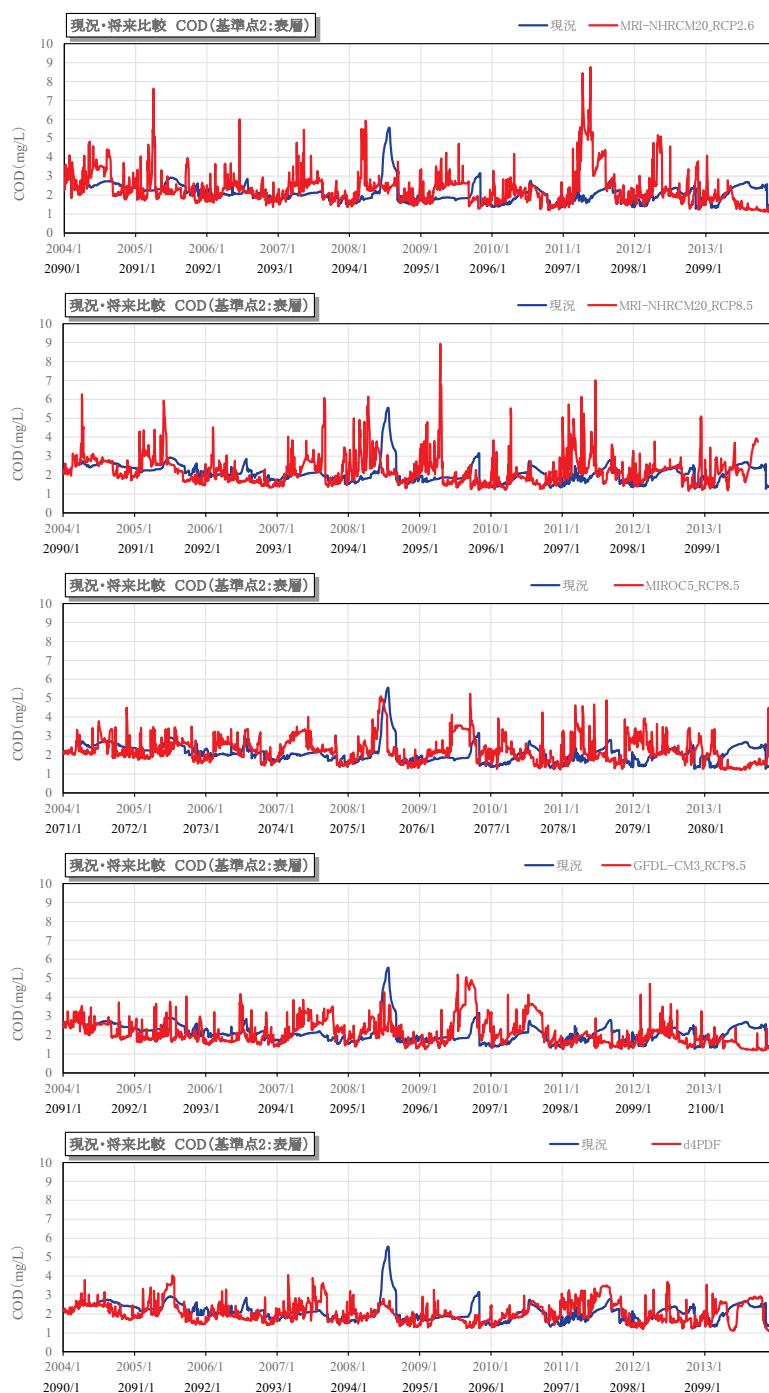 現況・将来比較 COD(基準点2:表層)
現況 MRI-NHRCM20_RCP2.6
COD(mg/L)
10
9
8
7
6
5
4
3
2
1
0
2004/1 2005/1 2006/1 2007/1 2008/1 2009/1 2010/1 2011/1 2012/1 2013/1
2090/1 2091/1 2092/1 2093/1 2094/1 2095/1 2096/1 2097/1 2098/1 2099/1
現況・将来比較 COD(基準点2:表層)
現況 MRI-NHRCM20_RCP8.5
COD(mg/L)
10
9
8
7
6
5
4
3
2
1
0
2004/1 2005/1 2006/1 2007/1 2008/1 2009/1 2010/1 2011/1 2012/1 2013/1
2090/1 2091/1 2092/1 2093/1 2094/1 2095/1 2096/1 2097/1 2098/1 2099/1
現況・将来比較 COD(基準点2:表層)
現況 MIROC5_RCP8.5
COD(mg/L)
10
9
8
7
6
5
4
3
2
1
0
2004/1 2005/1 2006/1 2007/1 2008/1 2009/1 2010/1 2011/1 2012/1 2013/1
2071/1 2072/1 2073/1 2074/1 2075/1 2076/1 2077/1 2078/1 2079/1 2080/1
現況・将来比較 COD(基準点2:表層)
現況 GFDL-CM3_RCP8.5
COD(mg/L)
10
9
8
7
6
5
4
3
2
1
0
2004/1 2005/1 2006/1 2007/1 2008/1 2009/1 2010/1 2011/1 2012/1 2013/1
2091/1 2092/1 2093/1 2094/1 2095/1 2096/1 2097/1 2098/1 2099/1 2100/1
現況・将来比較 COD(基準点2:表層)
現況 d4PDF
COD(mg/L)
10
9
8
7
6
5
4
3
2
1
0
2004/1 2005/1 2006/1 2007/1 2008/1 2009/1 2010/1 2011/1 2012/1 2013/1
2090/1 2091/1 2092/1 2093/1 2094/1 2095/1 2096/1 2097/1 2098/1 2099/1